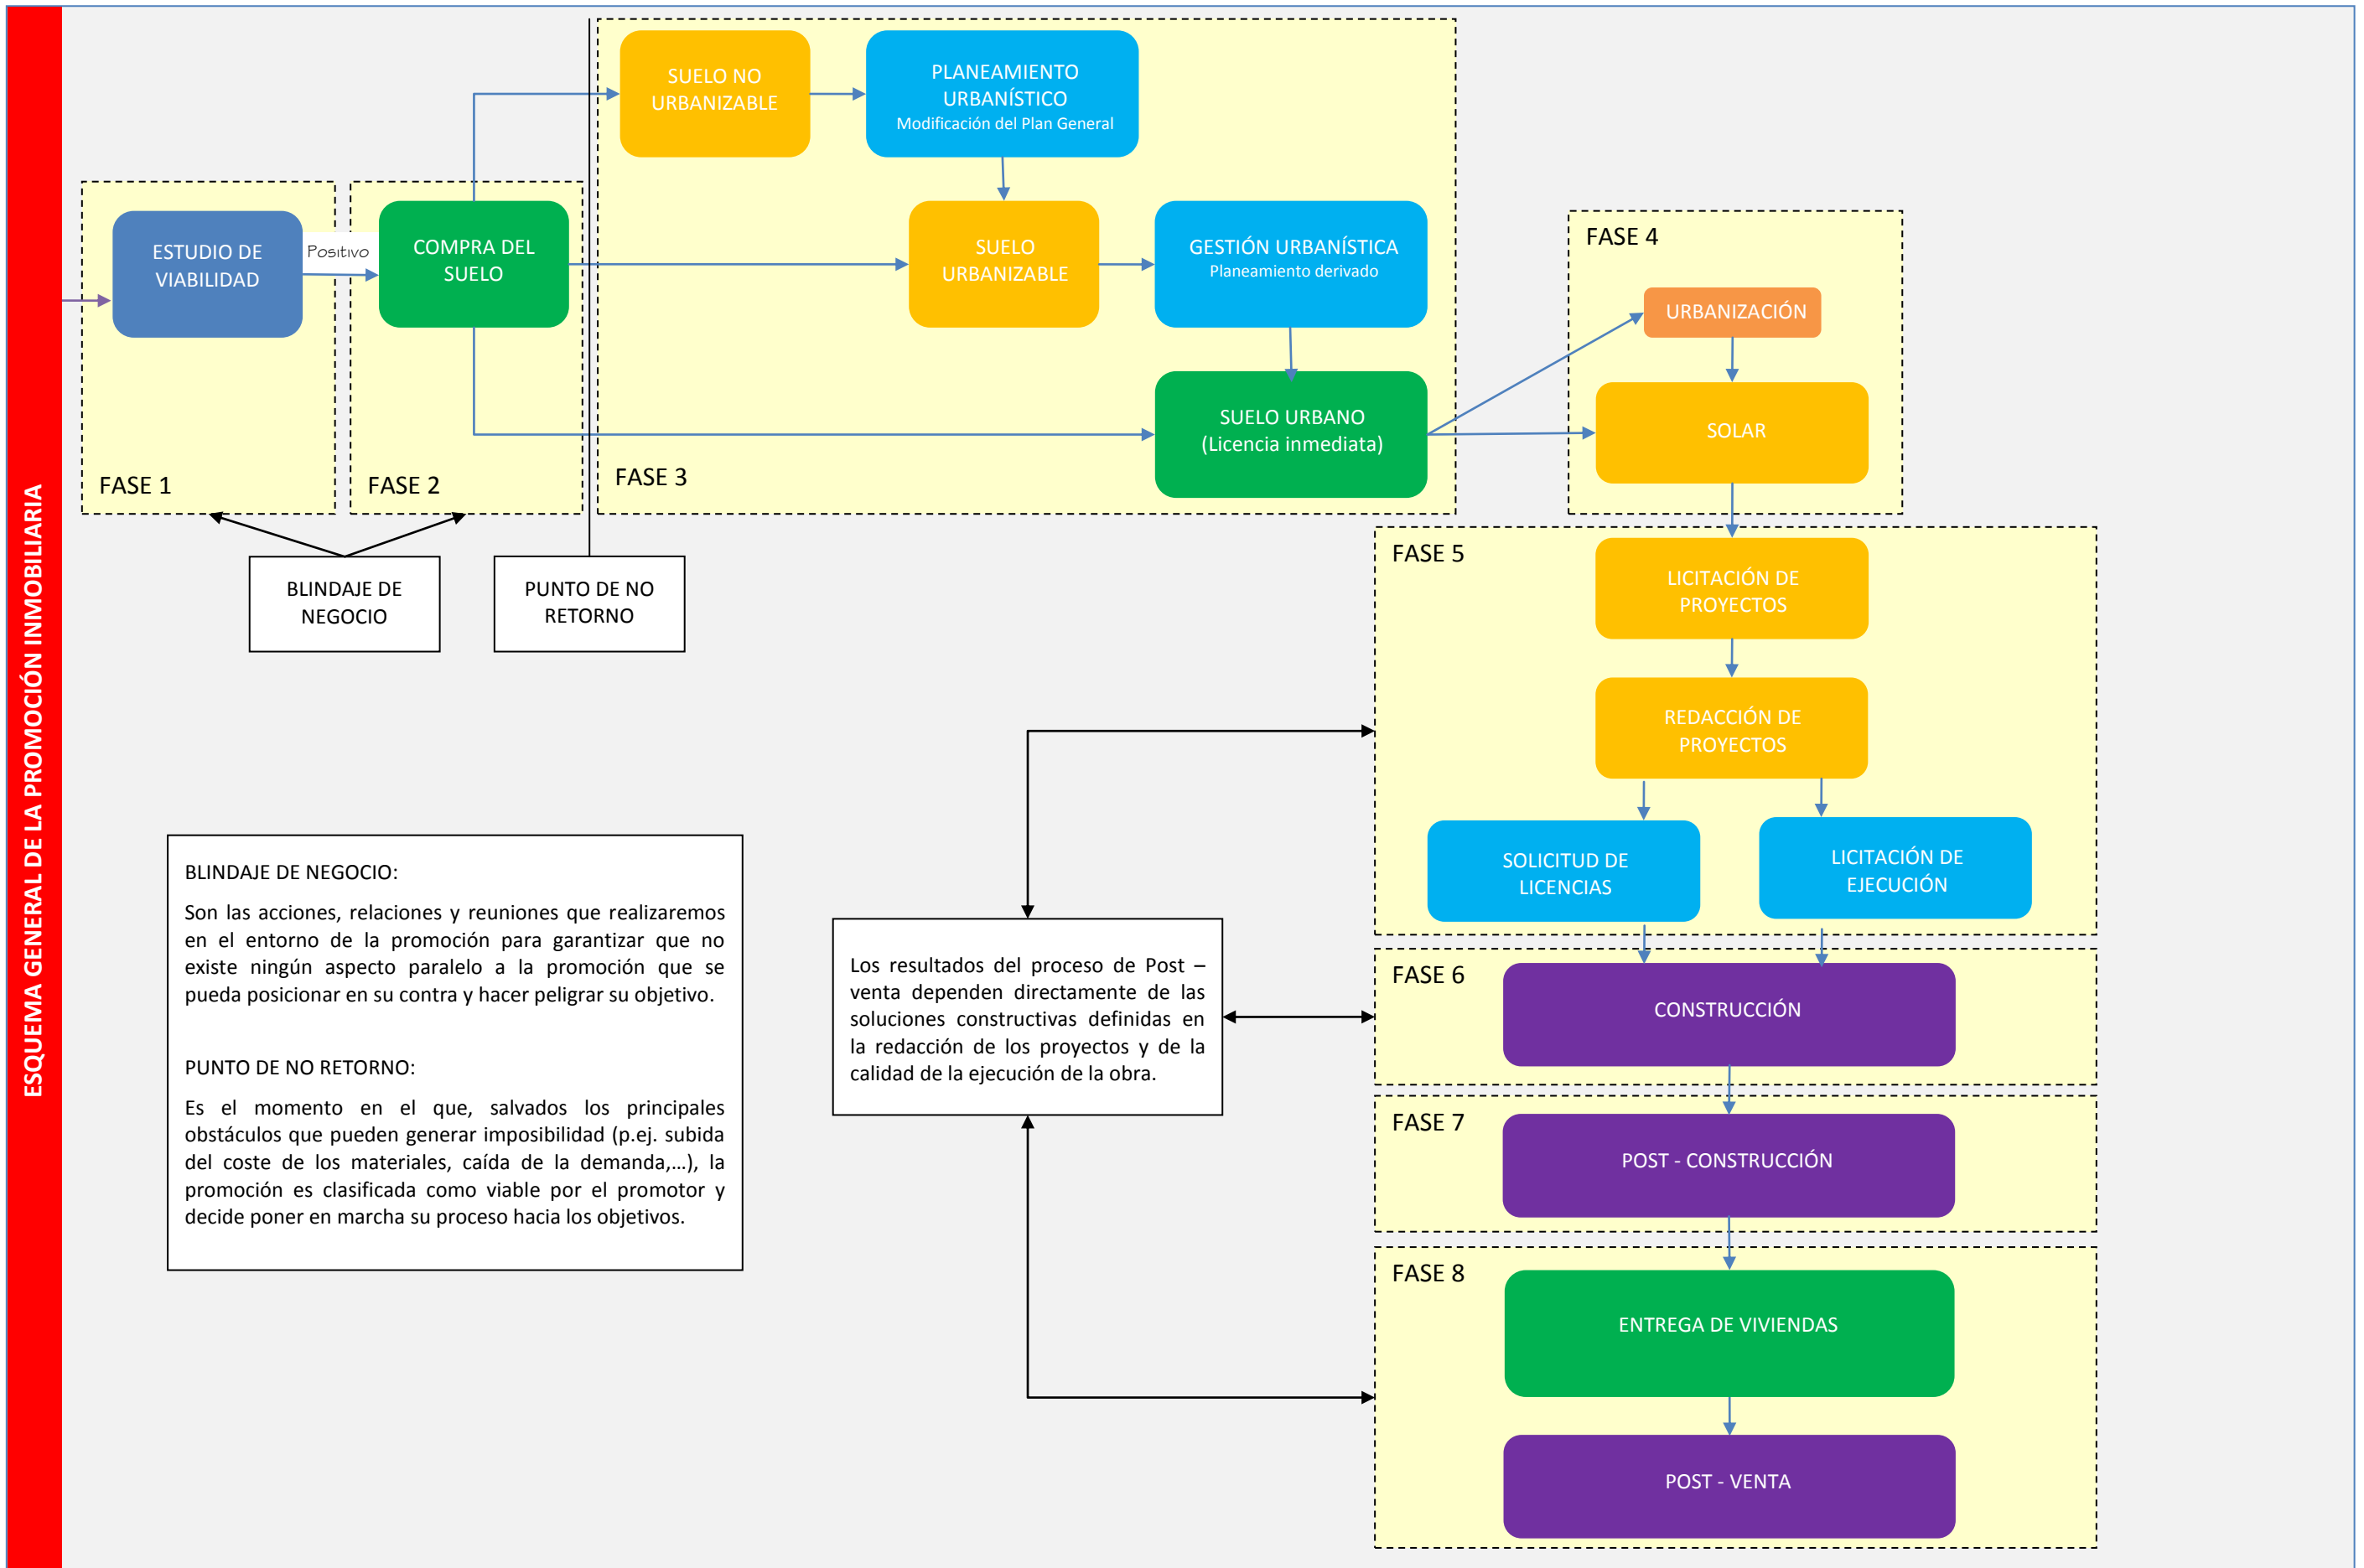 ESQUEMA GENERAL DE LA PROMOCIÓN INMOBILIARIA
SUELO NO
URBANIZABLE
PLANEAMIENTO
URBANÍSTICO
Modificación del Plan General
ESTUDIO DE
VIABILIDAD
Positivo
COMPRA DEL
SUELO
SUELO
URBANIZABLE
GESTIÓN URBANÍSTICA
Planeamiento derivado
FASE 4
URBANIZACIÓN
SUELO URBANO
(Licencia inmediata)
SOLAR
FASE 1
FASE 2
FASE 3
BLINDAJE DE
NEGOCIO
PUNTO DE NO
RETORNO
FASE 5
LICITACIÓN DE
PROYECTOS
REDACCIÓN DE
PROYECTOS
SOLICITUD DE
LICENCIAS
LICITACIÓN DE
EJECUCIÓN
BLINDAJE DE NEGOCIO:
Son las acciones, relaciones y reuniones que realizaremos
en el entorno de la promoción para garantizar que no
existe ningún aspecto paralelo a la promoción que se
pueda posicionar en su contra y hacer peligrar su objetivo.
PUNTO DE NO RETORNO:
Es el momento en el que, salvados los principales
obstáculos que pueden generar imposibilidad (p.ej. subida
del coste de los materiales, caída de la demanda,...), la
promoción es clasificada como viable por el promotor y
decide poner en marcha su proceso hacia los objetivos.
Los resultados del proceso de Post –
venta dependen directamente de las
soluciones constructivas definidas en
la redacción de los proyectos y de la
calidad de la ejecución de la obra.
FASE 6
CONSTRUCCIÓN
FASE 7
POST - CONSTRUCCIÓN
FASE 8
ENTREGA DE VIVIENDAS
POST - VENTA